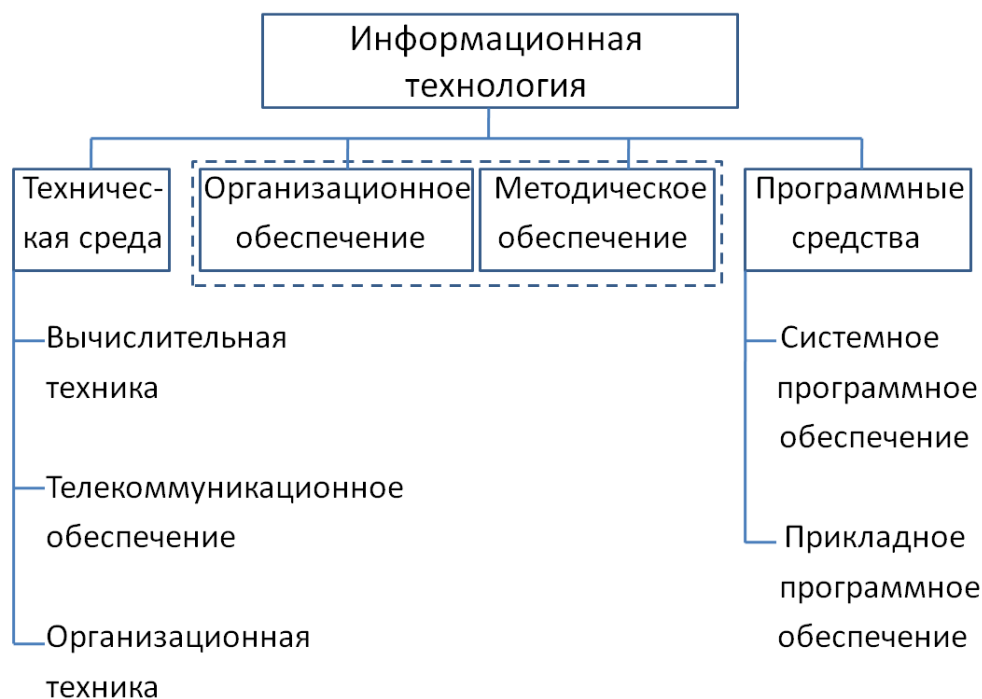 Информационная
технология
Техничес-
кая среда
Организационное
обеспечение
Методическое
обеспечение
Программные
средства
Вычислительная
техника
Телекоммуникационное
обеспечение
Организационная
техника
Системное
программное
обеспечение
Прикладное
программное
обеспечение